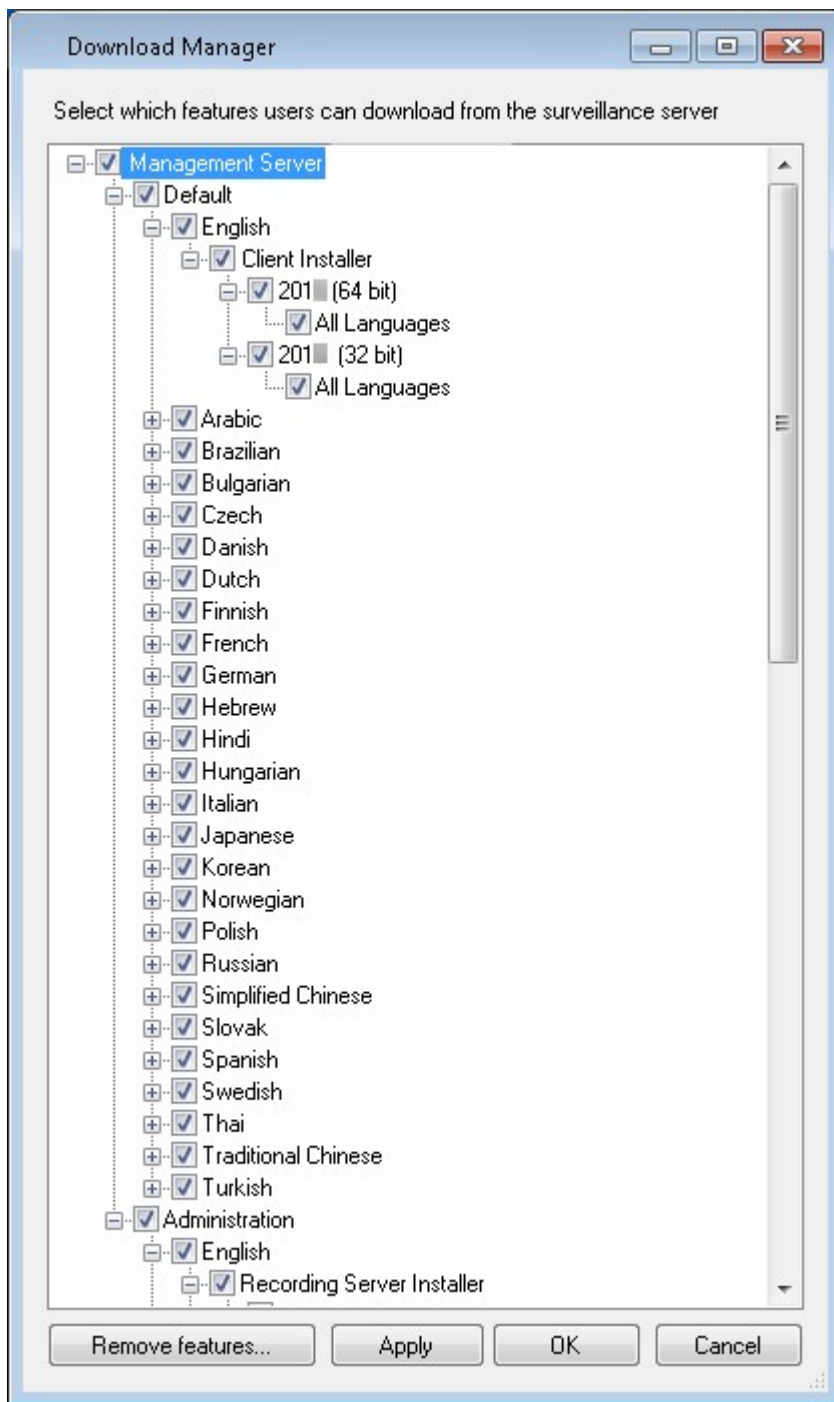 Download Manager
Select which features users can download from the surveillance server
Management Server
Default
English
Client Installer
201 (64 bit)
All Languages
201 (32 bit)
All Languages
Arabic
Brazilian
Bulgarian
Czech
Danish
Dutch
Finnish
French
German
Hebrew
Hindi
Hungarian
Italian
Japanese
Korean
Norwegian
Polish
Russian
Simplified Chinese
Slovak
Spanish
Swedish
Thai
Traditional Chinese
Turkish
Administration
English
Recording Server Installer
Remove features... Apply OK Cancel